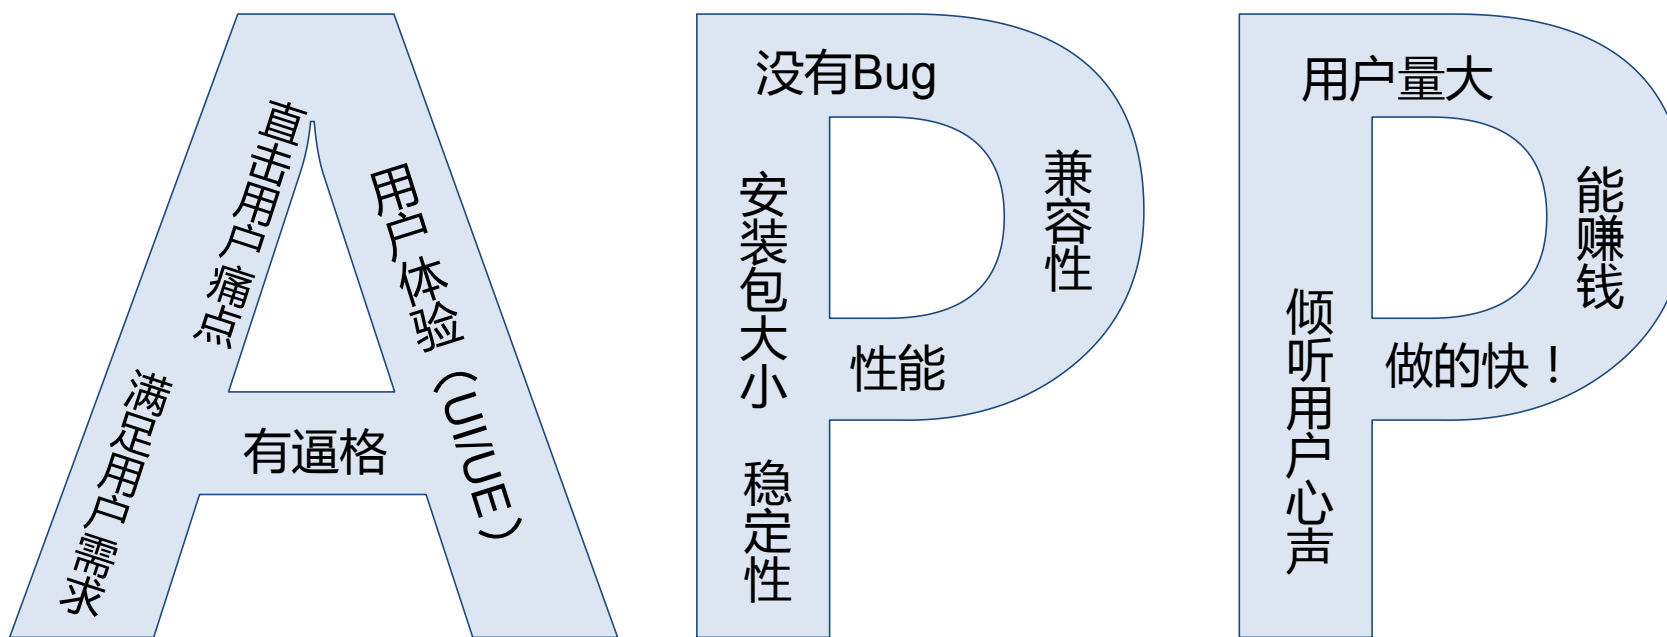 直击用户痛点
满足用户需求
用户体验（UI/UE）
有逼格
没有Bug
安装包大小
稳定性
兼容性
性能
用户量大
能赚钱
做的快！
倾听用户心声